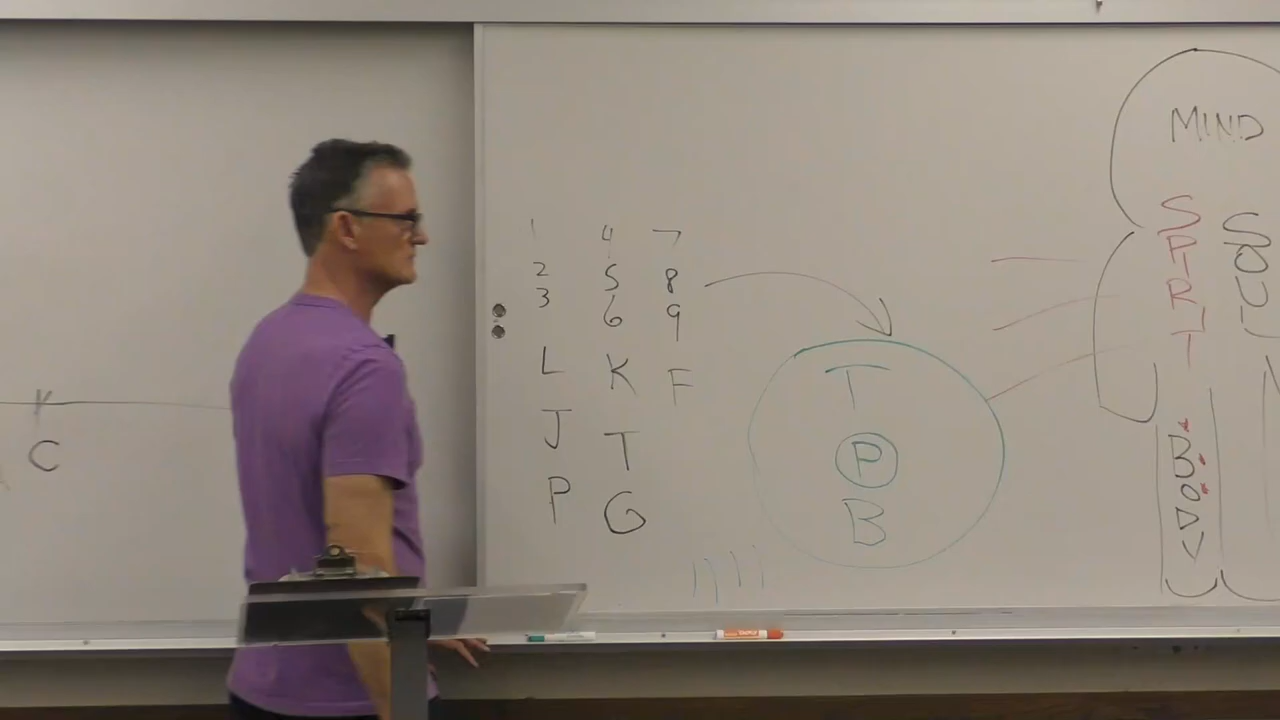 1 4 7
2 5 8
3 6 9
L K F
J T
P G
C
T
P
B
MIND
SPIRIT
SOUL
BODY